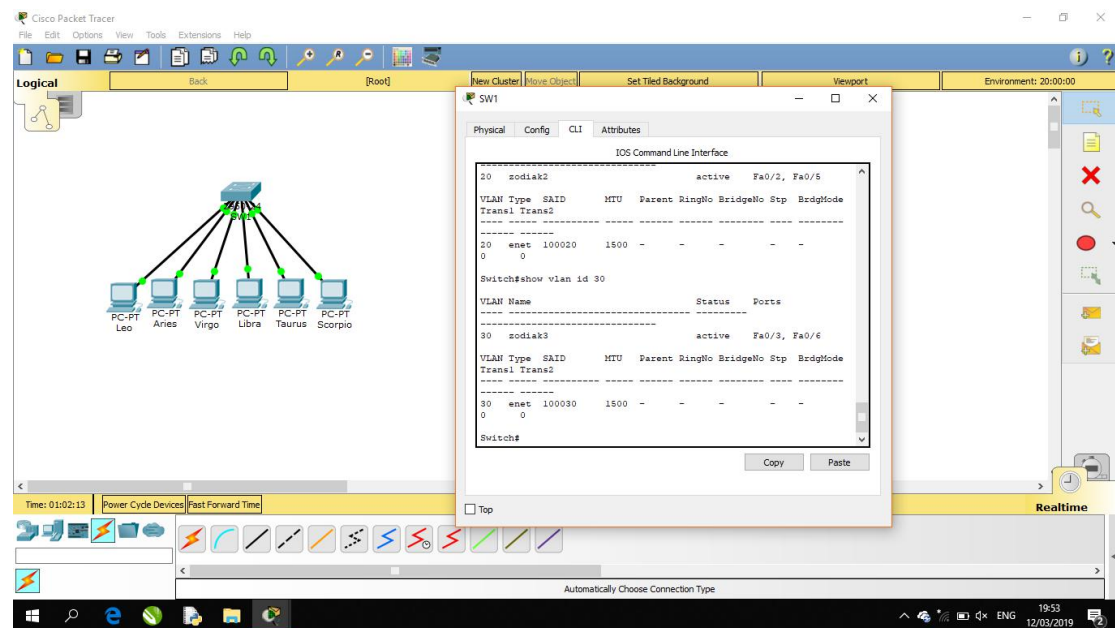 Cisco Packet Tracer
File Edit Options View Tools Extensions Help
Logical
Back
[Root]
New Cluster
Move Object
Set Tiled Background
Viewport
Environment: 20:00:00
SW1
PC-PT
Leo
PC-PT
Aries
PC-PT
Virgo
PC-PT
Libra
PC-PT
Taurus
PC-PT
Scorpio
SW1
Physical Config CLI Attributes
IOS Command Line Interface
--------------------------------
20 zodiak2 active Fa0/2, Fa0/5
VLAN Type SAID MTU Parent RingNo BridgeNo Stp BrdgMode
Trans1 Trans2
---- ----- ---------- ----- ------ ------ -------- ---- --------
------ ------
20 enet 100020 1500 - - - - -
0 0
Switch#show vlan id 30
VLAN Name Status Ports
---- -------------------------------- ---------
-------------------------------
30 zodiak3 active Fa0/3, Fa0/6
VLAN Type SAID MTU Parent RingNo BridgeNo Stp BrdgMode
Trans1 Trans2
---- ----- ---------- ----- ------ ------ -------- ---- --------
------ ------
30 enet 100030 1500 - - - - -
0 0
Switch#
Copy
Paste
Top
Time: 01:02:13
Power Cycle Devices
Fast Forward Time
Realtime
Automatically Choose Connection Type
ENG
19:53
12/03/2019